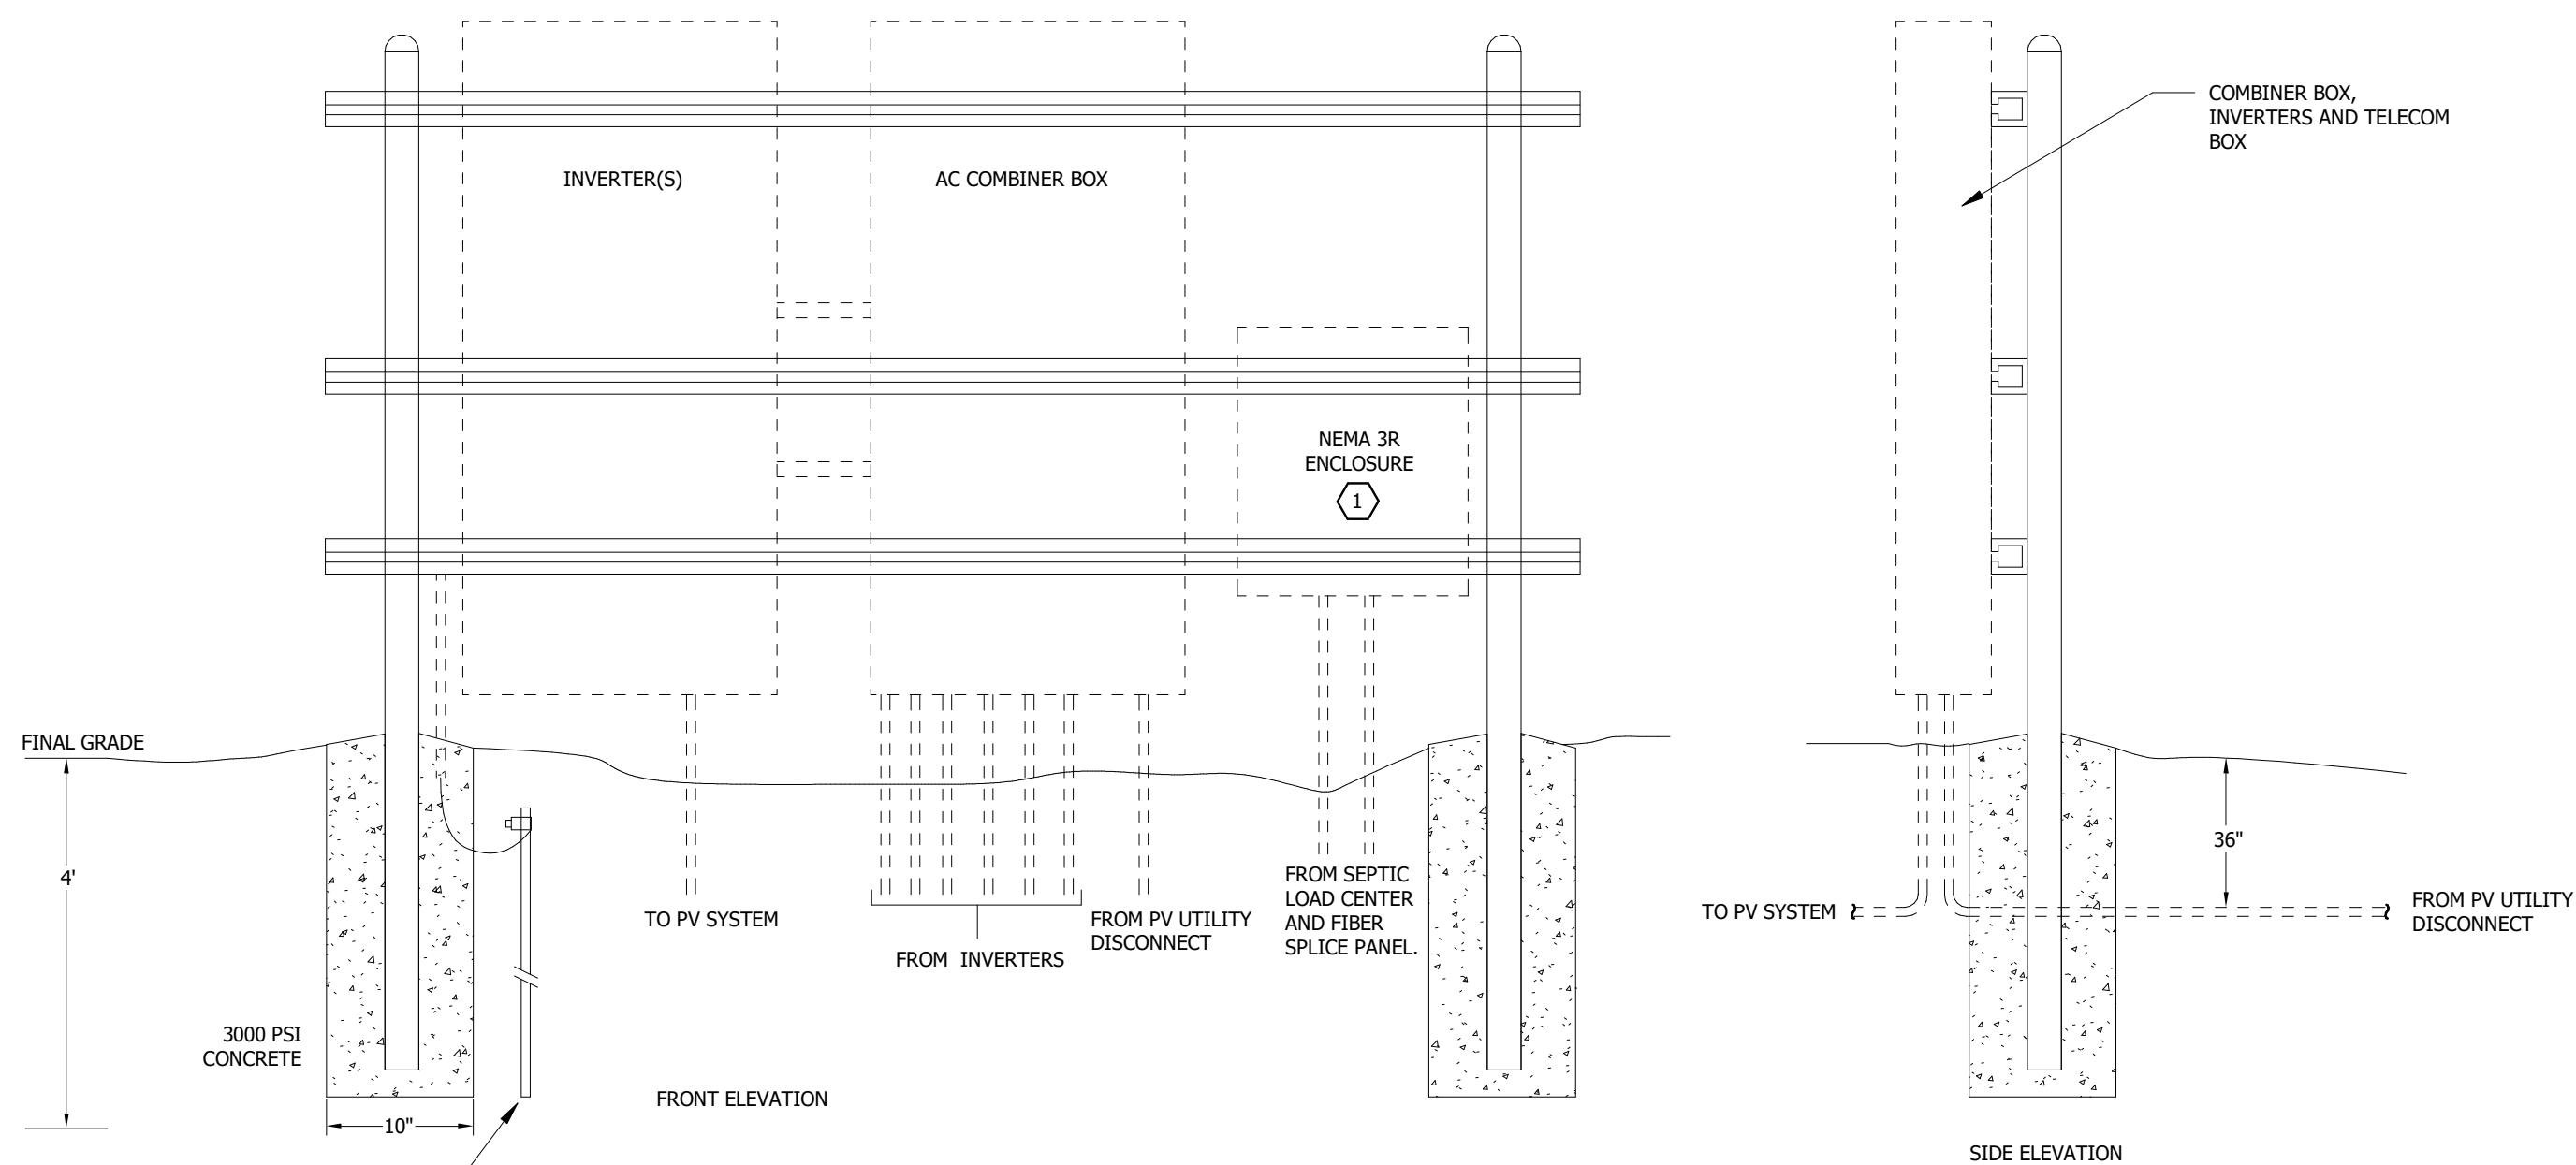 COMBINER BOX,
INVERTERS AND TELECOM
BOX
INVERTER(S)
AC COMBINER BOX
NEMA 3R
ENCLOSURE
1
FINAL GRADE
4'
36"
FROM SEPTIC
LOAD CENTER
AND FIBER
SPLICE PANEL.
TO PV SYSTEM
FROM PV UTILITY
DISCONNECT
FROM INVERTERS
TO PV SYSTEM
FROM PV UTILITY
DISCONNECT
3000 PSI
CONCRETE
10"
FRONT ELEVATION
SIDE ELEVATION